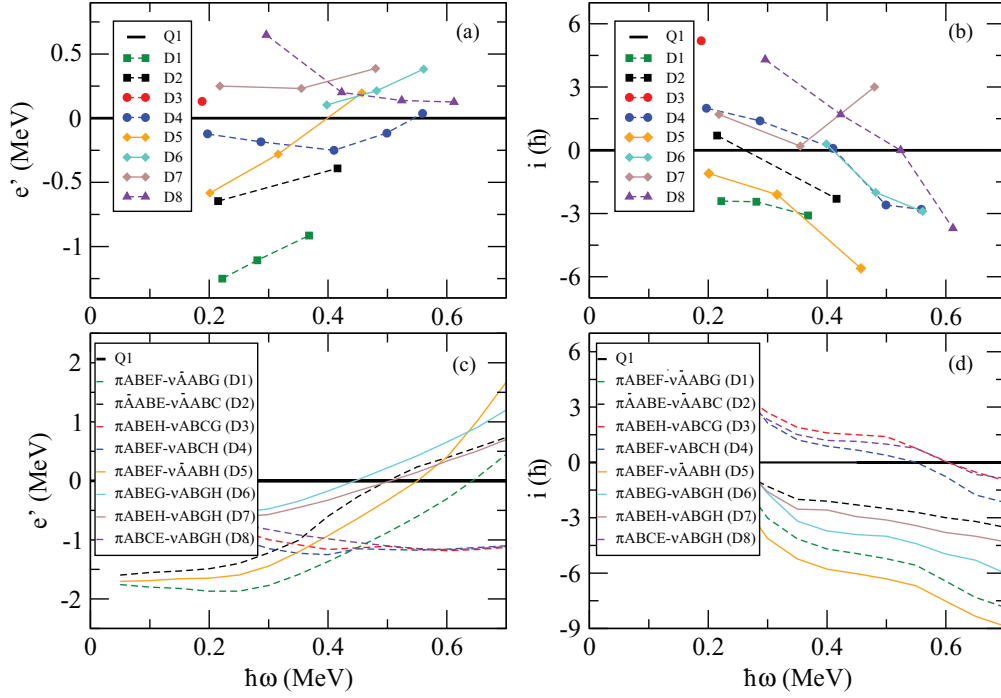 (a)
e’ (MeV)
0.5
0
-0.5
-1
0
0.2
0.4
0.6
Q1
D1
D2
D3
D4
D5
D6
D7
D8
(b)
i (ħ)
6
3
0
-3
-6
0
0.2
0.4
0.6
Q1
D1
D2
D3
D4
D5
D6
D7
D8
(c)
e’ (MeV)
2
1
0
-1
-2
0
0.2
0.4
0.6
ħω (MeV)
Q1
πABEF-νĀABG (D1)
πĀABE-νĀABC (D2)
πABEH-νABCG (D3)
πABEF-νABCH (D4)
πABEF-νĀABH (D5)
πABEG-νABGH (D6)
πABEH-νABGH (D7)
πABCE-νABGH (D8)
(d)
i (ħ)
6
3
0
-3
-6
-9
0
0.2
0.4
0.6
ħω (MeV)
Q1
πABEF-νĀABG (D1)
πĀABE-νĀABC (D2)
πABEH-νABCG (D3)
πABEF-νABCH (D4)
πABEF-νĀABH (D5)
πABEG-νABGH (D6)
πABEH-νABGH (D7)
πABCE-νABGH (D8)